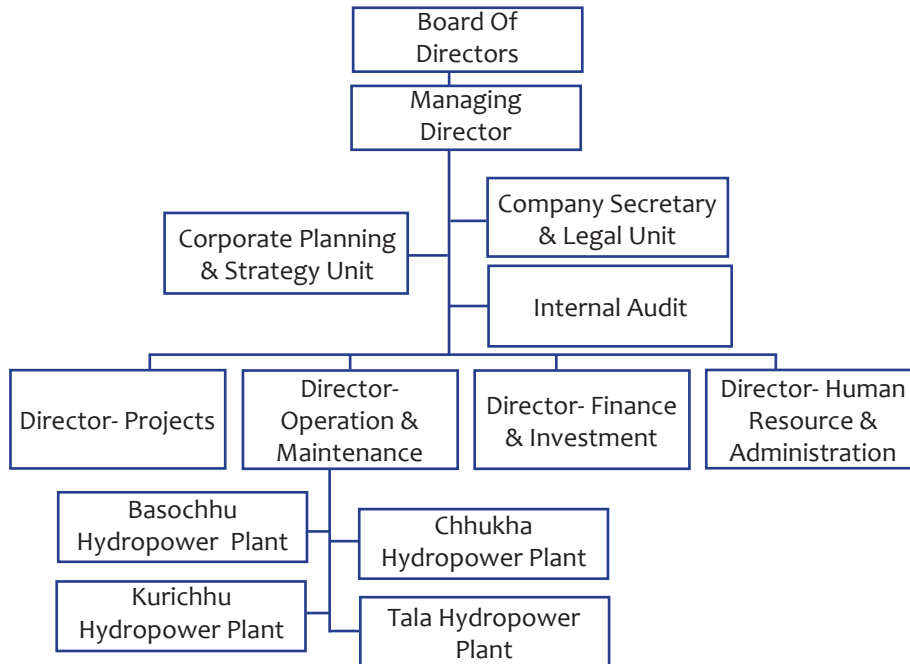 Board Of
Directors
Managing
Director
Company Secretary
& Legal Unit
Corporate Planning
& Strategy Unit
Internal Audit
Director- Projects
Director-
Operation &
Maintenance
Director- Finance
& Investment
Director- Human
Resource &
Administration
Basochhu
Hydropower Plant
Chhukha
Hydropower Plant
Kurichhu
Hydropower Plant
Tala Hydropower
Plant